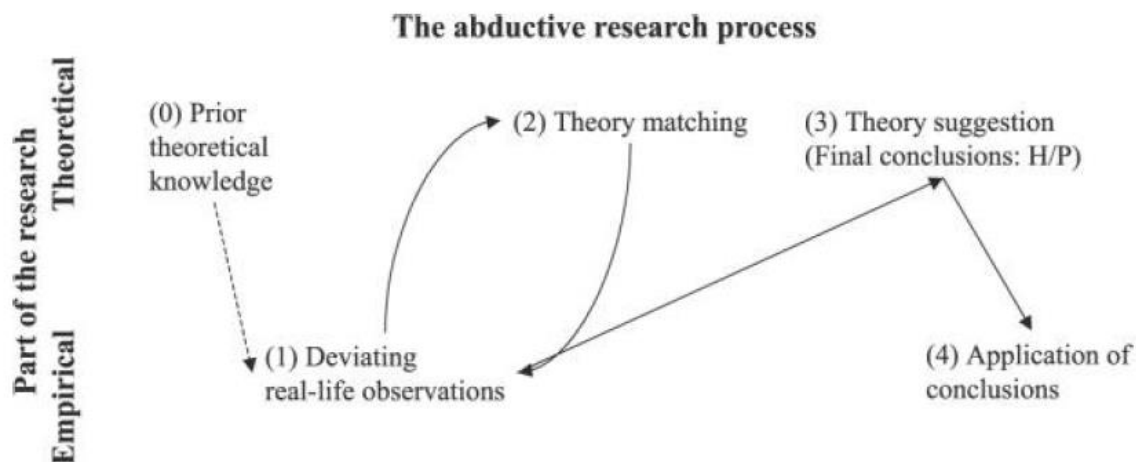 The abductive research process
Part of the research
Theoretical
Empirical
(0) Prior
theoretical
knowledge
(2) Theory matching
(3) Theory suggestion
(Final conclusions: H/P)
(1) Deviating
real-life observations
(4) Application of
conclusions